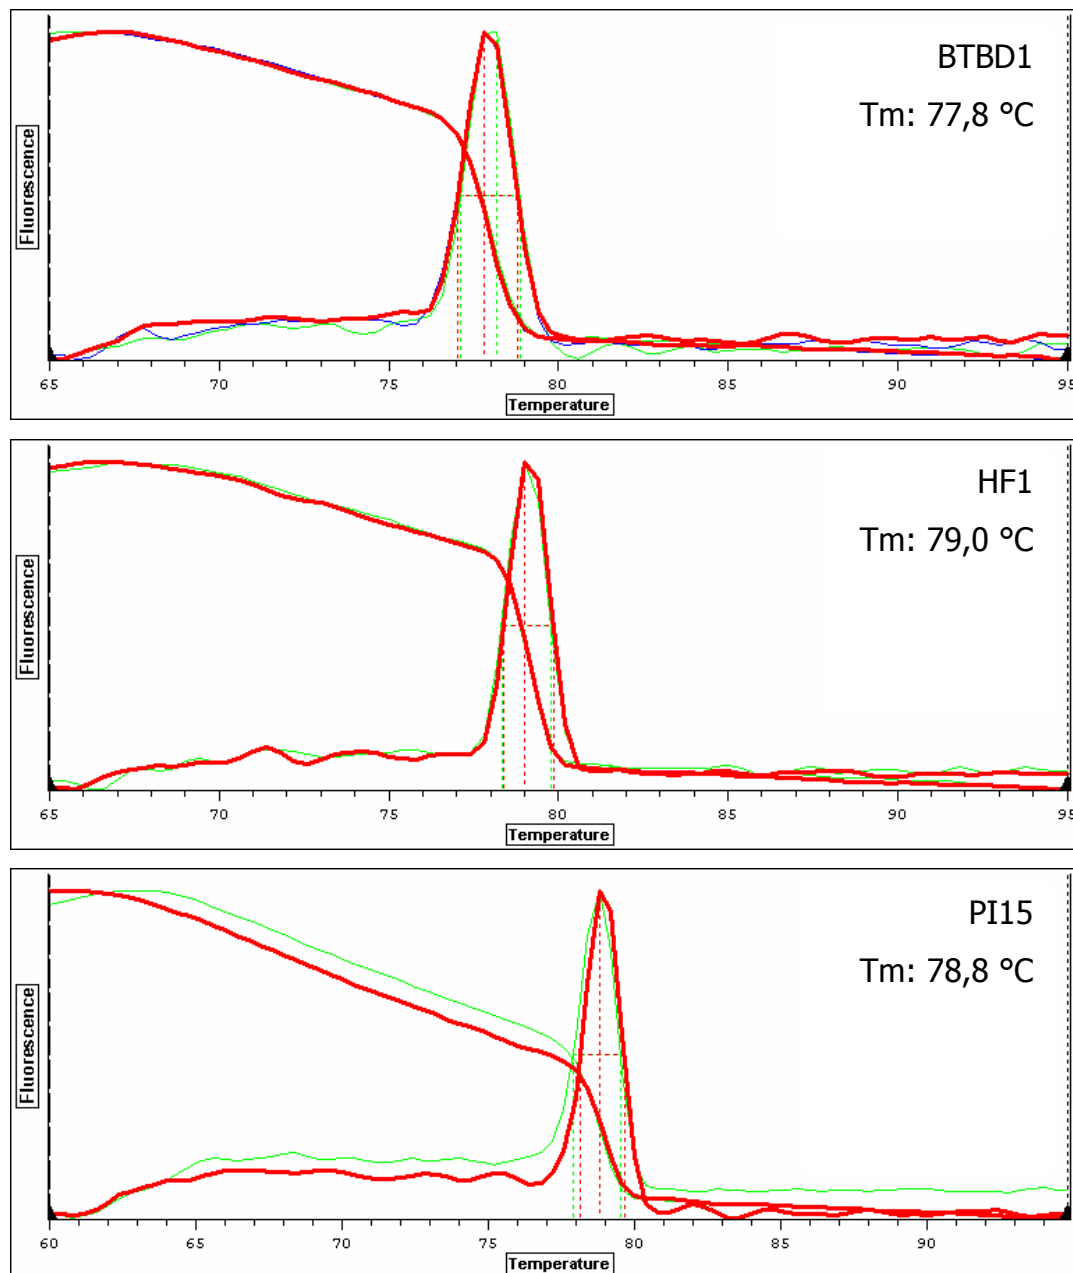 BTBD1
Tm: 77,8 °C
Fluorescence
65 70 75 80 85 90 95
Temperature
HF1
Tm: 79,0 °C
Fluorescence
65 70 75 80 85 90 95
Temperature
PI15
Tm: 78,8 °C
Fluorescence
60 65 70 75 80 85 90
Temperature